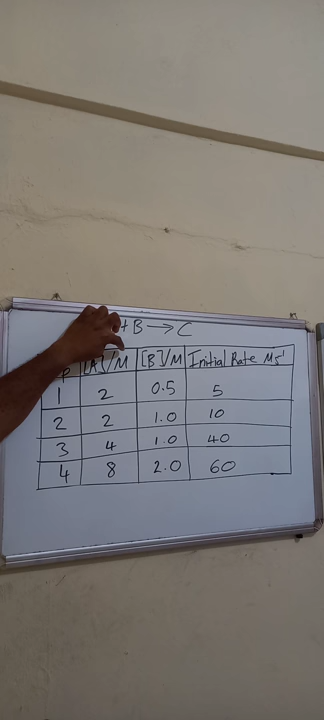 +B → C
[A]/M [B]/M Initial Rate Ms⁻¹
1 2 0.5 5
2 2 1.0 10
3 4 1.0 40
4 8 2.0 60